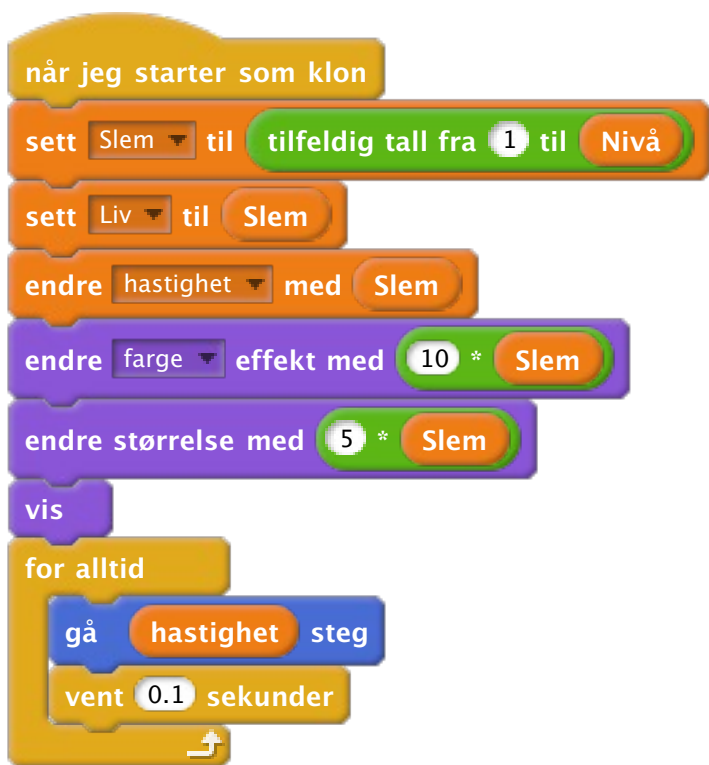 når jeg starter som klon
sett Slem til tilfeldig tall fra 1 til Nivå
sett Liv til Slem
endre hastighet med Slem
endre farge effekt med 10 * Slem
endre størrelse med 5 * Slem
vis
for alltid
gå hastighet steg
vent 0.1 sekunder